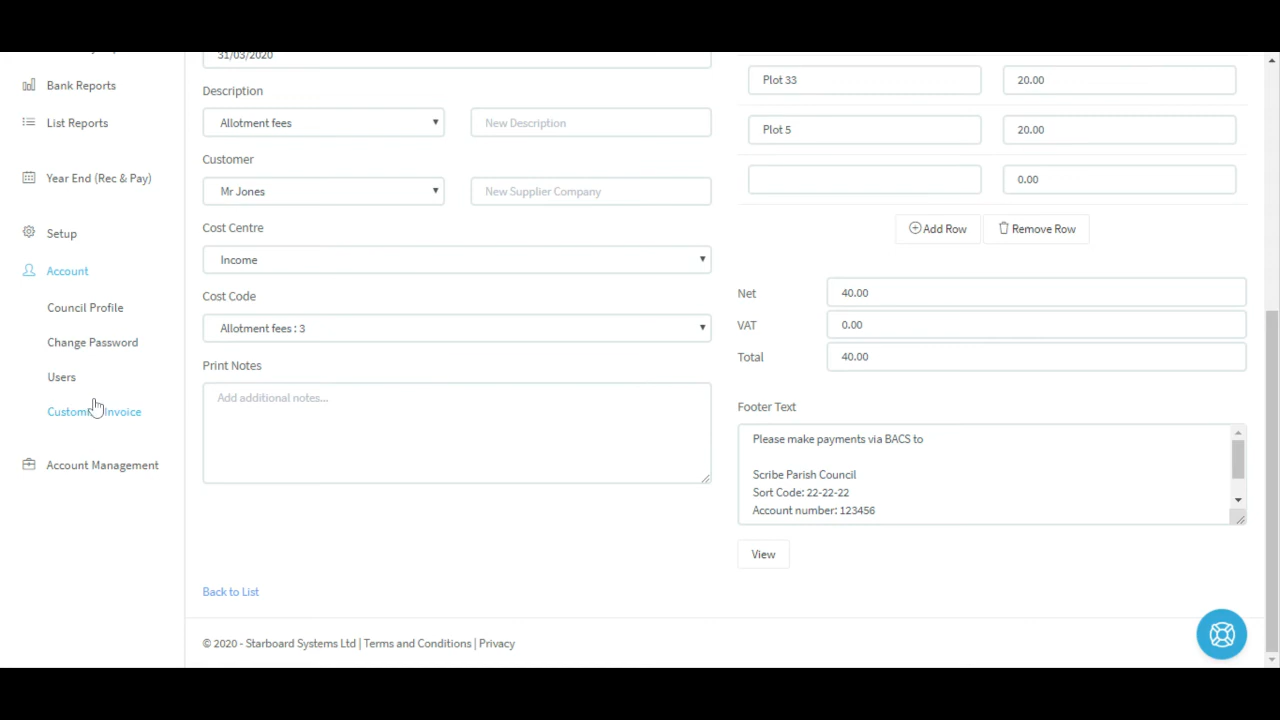 Bank Reports
List Reports
Year End (Rec & Pay)
Setup
Account
Council Profile
Change Password
Users
Invoice
Account Management
31/03/2020
Description
Allotment fees
New Description
Customer
Mr Jones
New Supplier Company
Cost Centre
Income
Cost Code
Allotment fees : 3
Print Notes
Add additional notes...
Back to List
Plot 33
20.00
Plot 5
20.00
0.00
Add Row
Remove Row
Net
40.00
VAT
0.00
Total
40.00
Footer Text
Please make payments via BACS to
Scribe Parish Council
Sort Code: 22-22-22
Account number: 123456
View
© 2020 - Starboard Systems Ltd | Terms and Conditions | Privacy